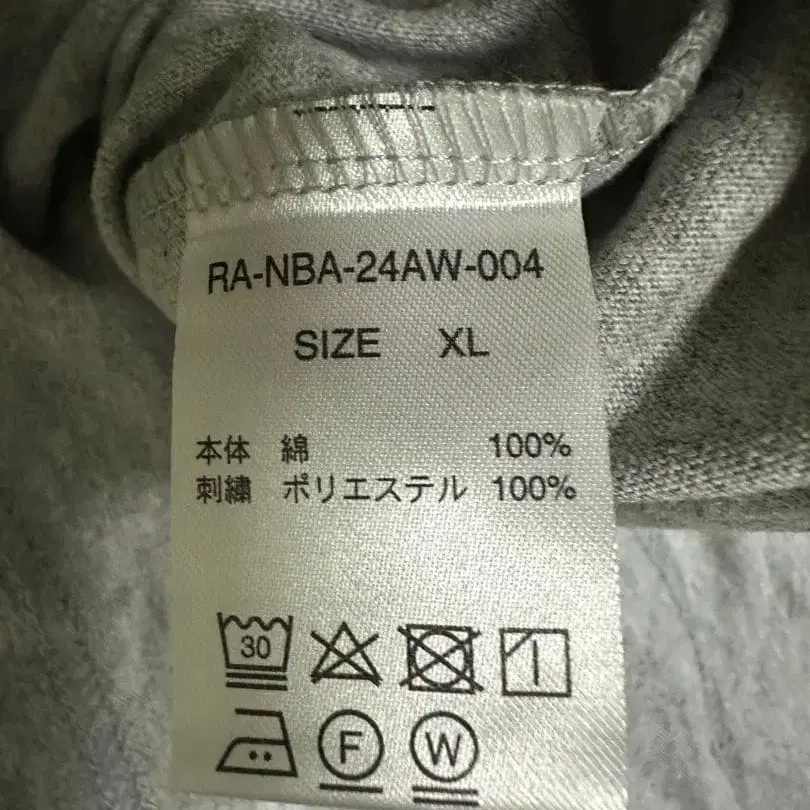 RA-NBA-24AW-004
SIZE XL
本体 綿 100%
刺繍 ポリエステル 100%
30
F W